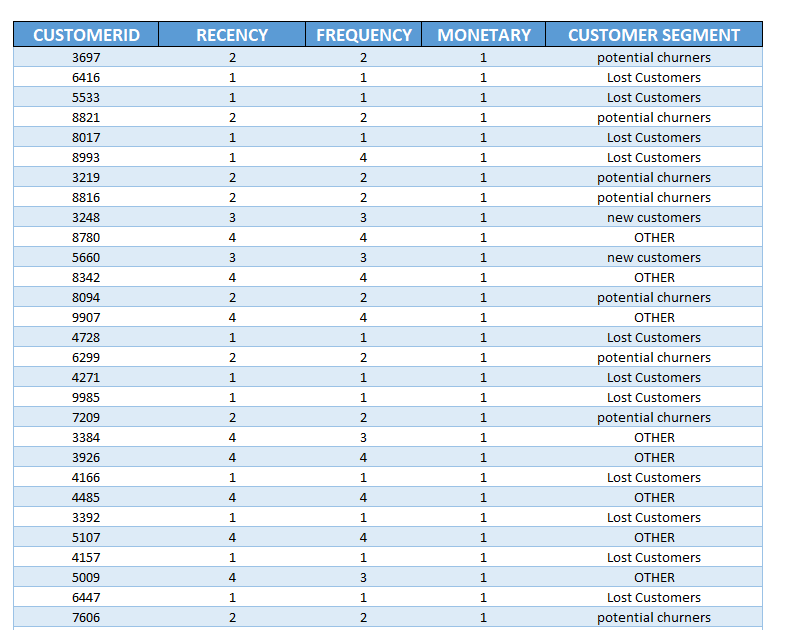 CUSTOMERID RECENCY FREQUENCY MONETARY CUSTOMER SEGMENT
3697 2 2 1 potential churners
6416 1 1 1 Lost Customers
5533 1 1 1 Lost Customers
8821 2 2 1 potential churners
8017 1 1 1 Lost Customers
8993 1 4 1 Lost Customers
3219 2 2 1 potential churners
8816 2 2 1 potential churners
3248 3 3 1 new customers
8780 4 4 1 OTHER
5660 3 3 1 new customers
8342 4 4 1 OTHER
8094 2 2 1 potential churners
9907 4 4 1 OTHER
4728 1 1 1 Lost Customers
6299 2 2 1 potential churners
4271 1 1 1 Lost Customers
9985 1 1 1 Lost Customers
7209 2 2 1 potential churners
3384 4 3 1 OTHER
3926 4 4 1 OTHER
4166 1 1 1 Lost Customers
4485 4 4 1 OTHER
3392 1 1 1 Lost Customers
5107 4 4 1 OTHER
4157 1 1 1 Lost Customers
5009 4 3 1 OTHER
6447 1 1 1 Lost Customers
7606 2 2 1 potential churners